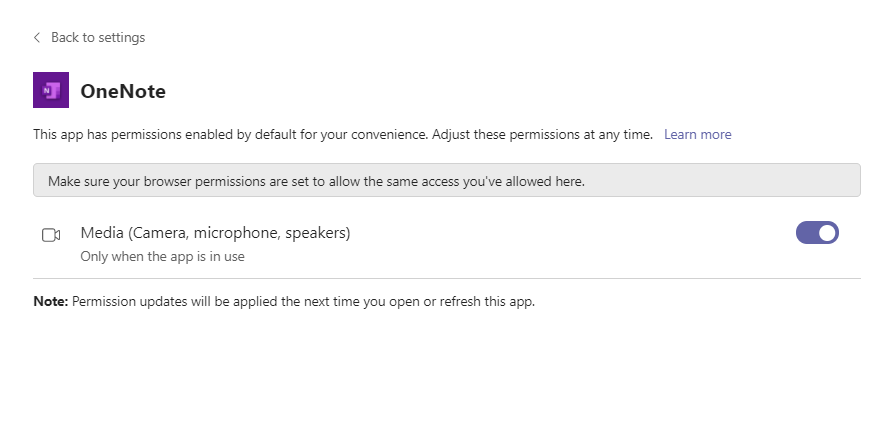 Back to settings
N
OneNote
This app has permissions enabled by default for your convenience. Adjust these permissions at any time. Learn more
Make sure your browser permissions are set to allow the same access you've allowed here.
Media (Camera, microphone, speakers)
Only when the app is in use
Note: Permission updates will be applied the next time you open or refresh this app.